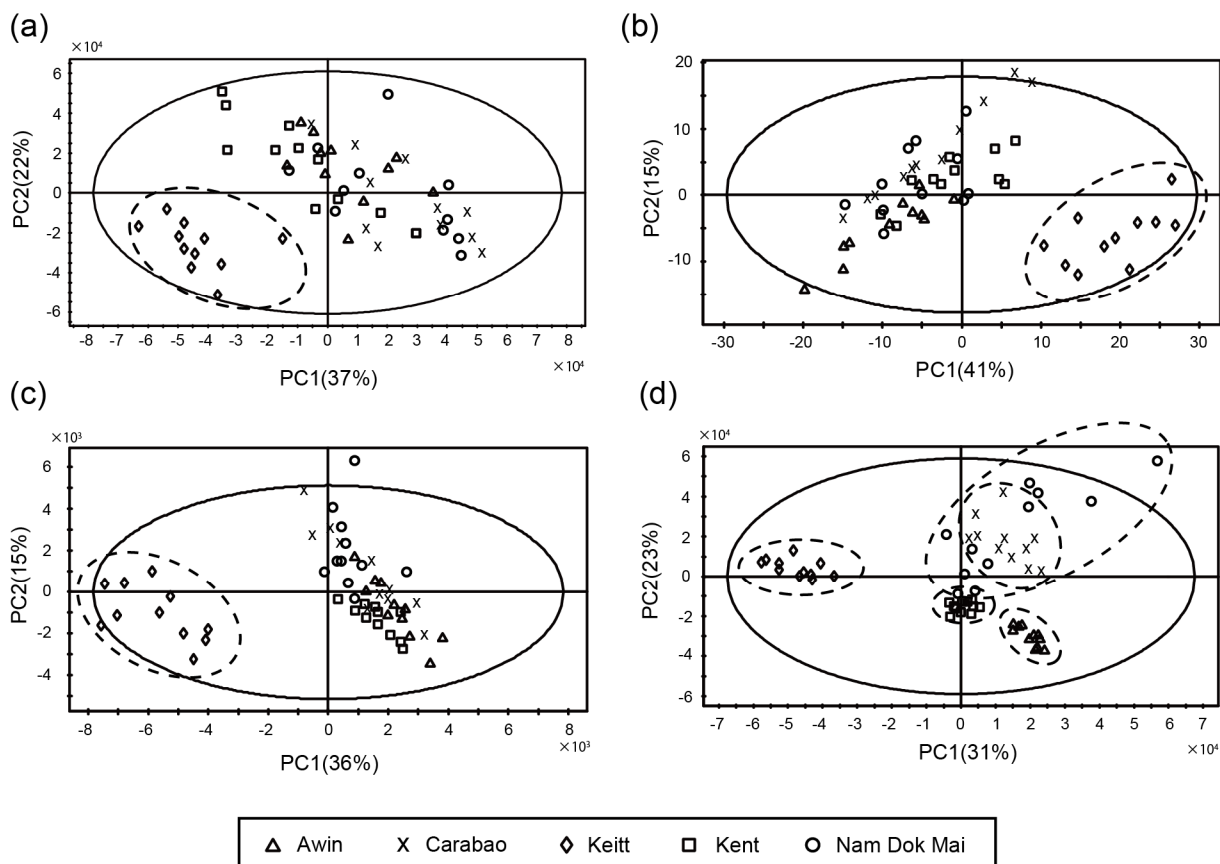 (a)
×10⁴
6
4
2
0
-2
-4
-6
PC2(22%)
-8 -7 -6 -5 -4 -3 -2 -1 0 1 2 3 4 5 6 7 8
×10⁴
PC1(37%)
(b)
20
10
0
-10
-20
PC2(15%)
-30 -20 -10 0 10 20 30
PC1(41%)
(c)
×10³
6
4
2
0
-2
-4
PC2(15%)
-8 -6 -4 -2 0 2 4 6 8
×10³
PC1(36%)
(d)
×10⁴
6
4
2
0
-2
-4
-6
PC2(23%)
-7 -6 -5 -4 -3 -2 -1 0 1 2 3 4 5 6 7
×10⁴
PC1(31%)
Awin Carabao Keitt Kent Nam Dok Mai